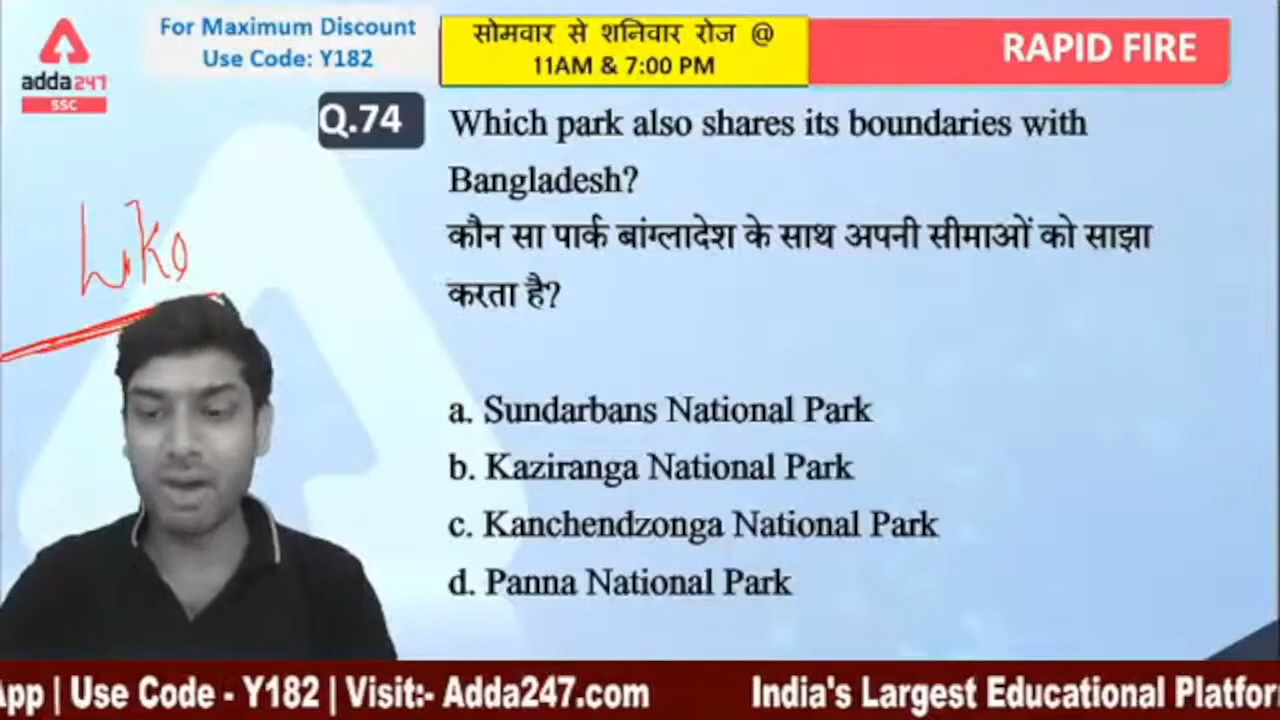 For Maximum Discount
Use Code: Y182
सोमवार से शनिवार रोज @
11AM & 7:00 PM
RAPID FIRE
adda247
SSC
Q.74 Which park also shares its boundaries with
Bangladesh?
कौन सा पार्क बांग्लादेश के साथ अपनी सीमाओं को साझा
करता है?
Like
a. Sundarbans National Park
b. Kaziranga National Park
c. Kanchendzonga National Park
d. Panna National Park
App | Use Code - Y182 | Visit:- Adda247.com India's Largest Educational Platfor